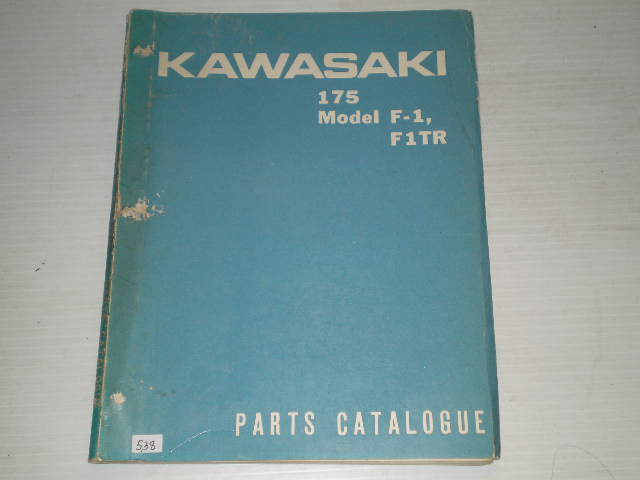 KAWASAKI
175
Model F-1,
F1TR
PARTS CATALOGUE
538